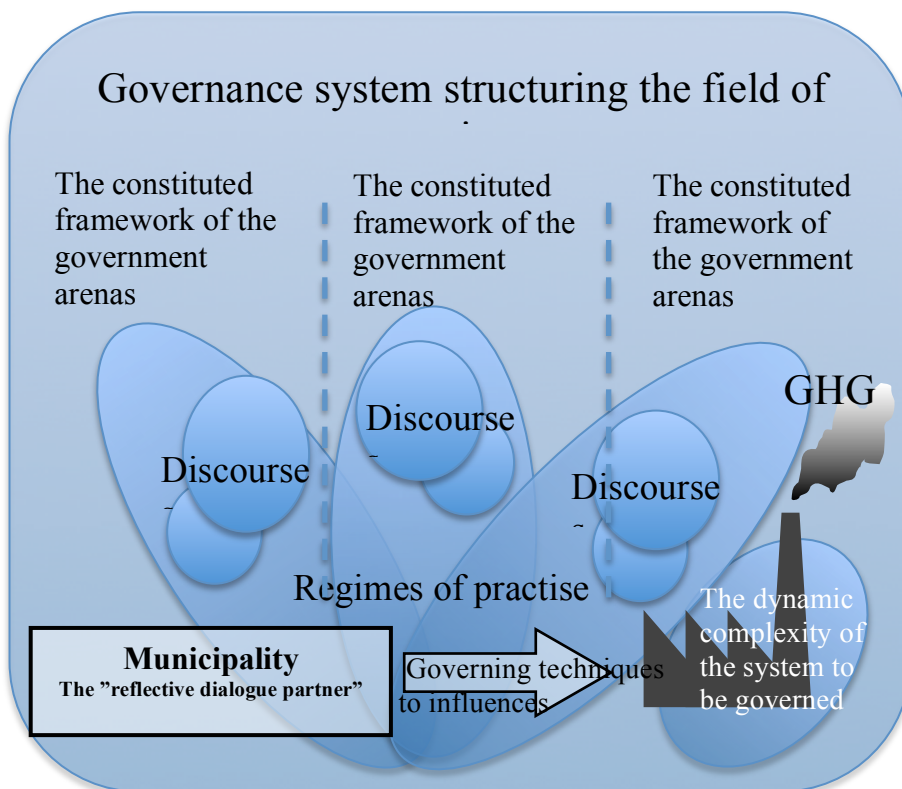 Governance system structuring the field of
The constituted
framework of the
government
arenas
The constituted
framework of the
government
arenas
The constituted
framework of
the government
arenas
GHG
Discourse
Discourse
Discourse
Regimes of practise
The dynamic
complexity of
the system to
be governed
Municipality
The ”reflective dialogue partner”
Governing techniques
to influences